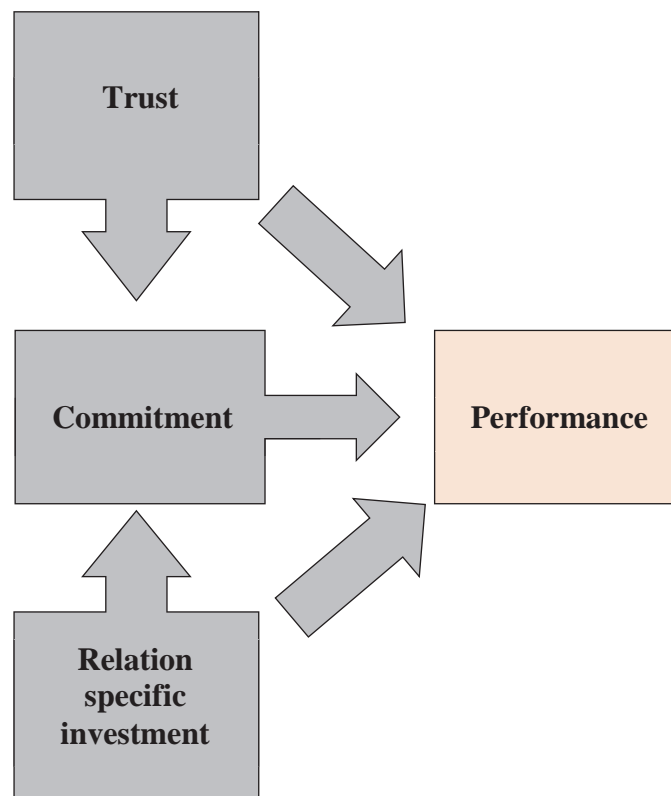 Trust
Commitment
Performance
Relation
specific
investment